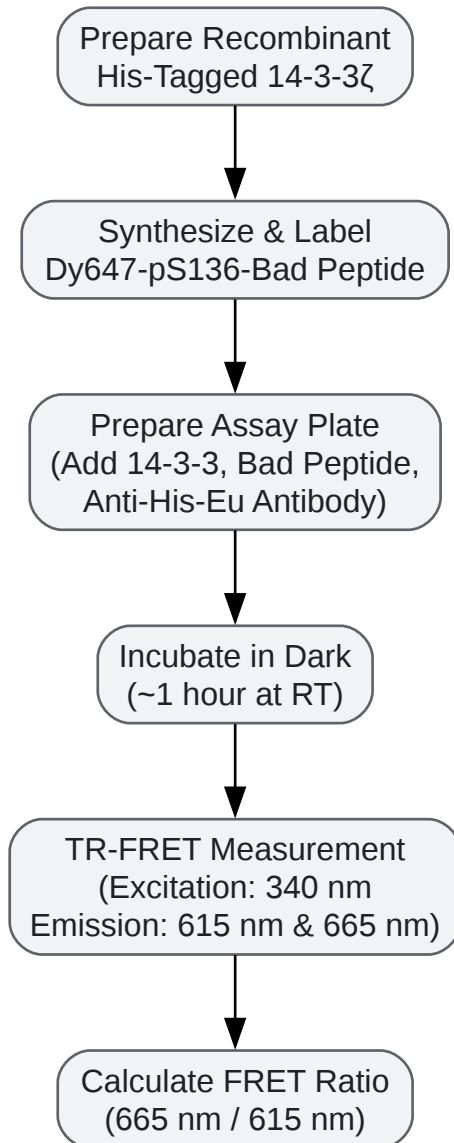 Prepare Recombinant
His-Tagged 14-3-3ζ
Synthesize & Label
Dy647-pS136-Bad Peptide
Prepare Assay Plate
(Add 14-3-3, Bad Peptide,
Anti-His-Eu Antibody)
Incubate in Dark
(~1 hour at RT)
TR-FRET Measurement
(Excitation: 340 nm
Emission: 615 nm & 665 nm)
Calculate FRET Ratio
(665 nm / 615 nm)